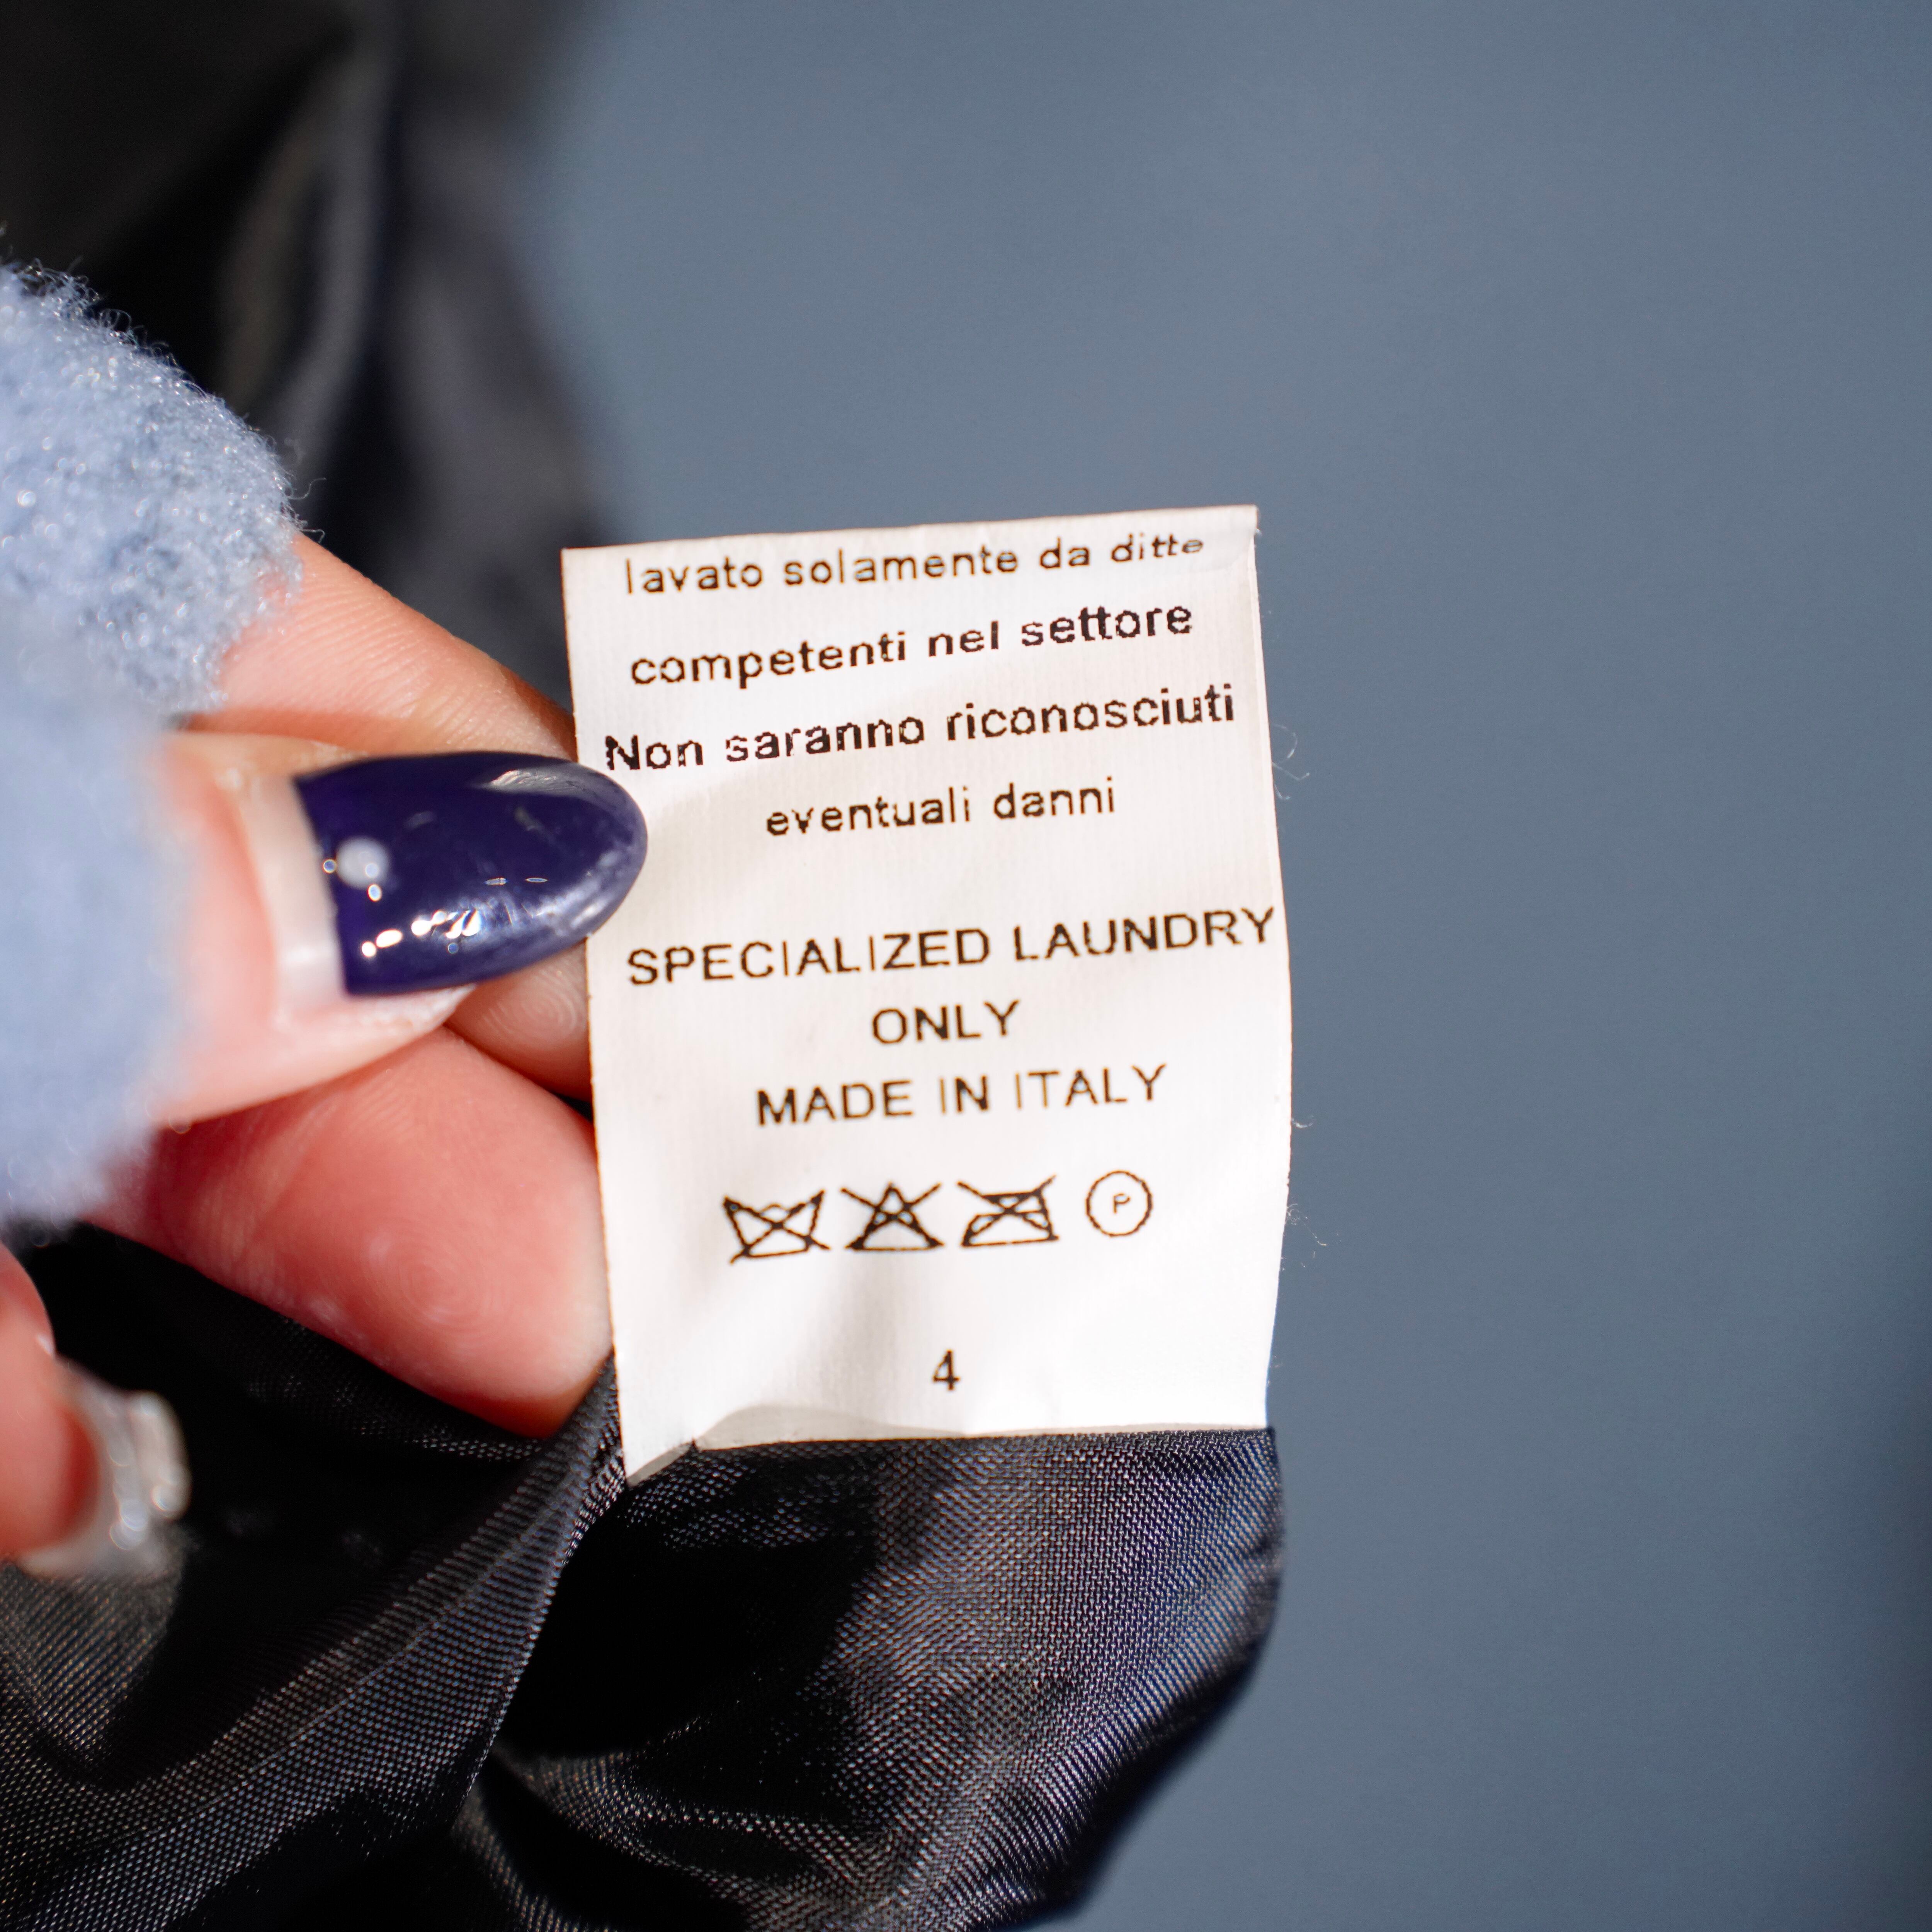 lavato solamente da ditte
competenti nel settore
Non saranno riconosciuti
eventuali danni
SPECIALIZED LAUNDRY
ONLY
MADE IN ITALY
P
4